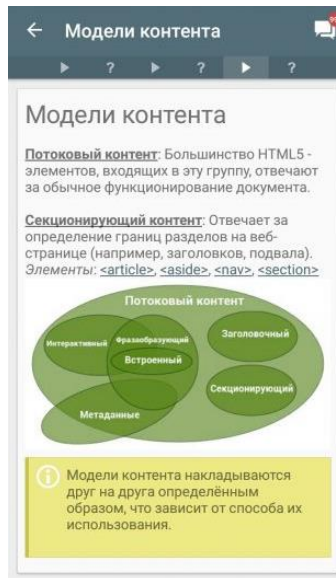 Модели контента
? ? ?
Модели контента
Потоковый контент: Большинство HTML5 -
элементов, входящих в эту группу, отвечают
за обычное функционирование документа.
Секционирующий контент: Отвечает за
определение границ разделов на веб-
странице (например, заголовков, подвала).
Элементы: <article>, <aside>, <nav>, <section>
Потоковый контент
Интерактивный
Фразаобразующий
Заголовочный
Встроенный
Секционирующий
Метаданные
Модели контента накладываются
друг на друга определённым
образом, что зависит от способа их
использования.